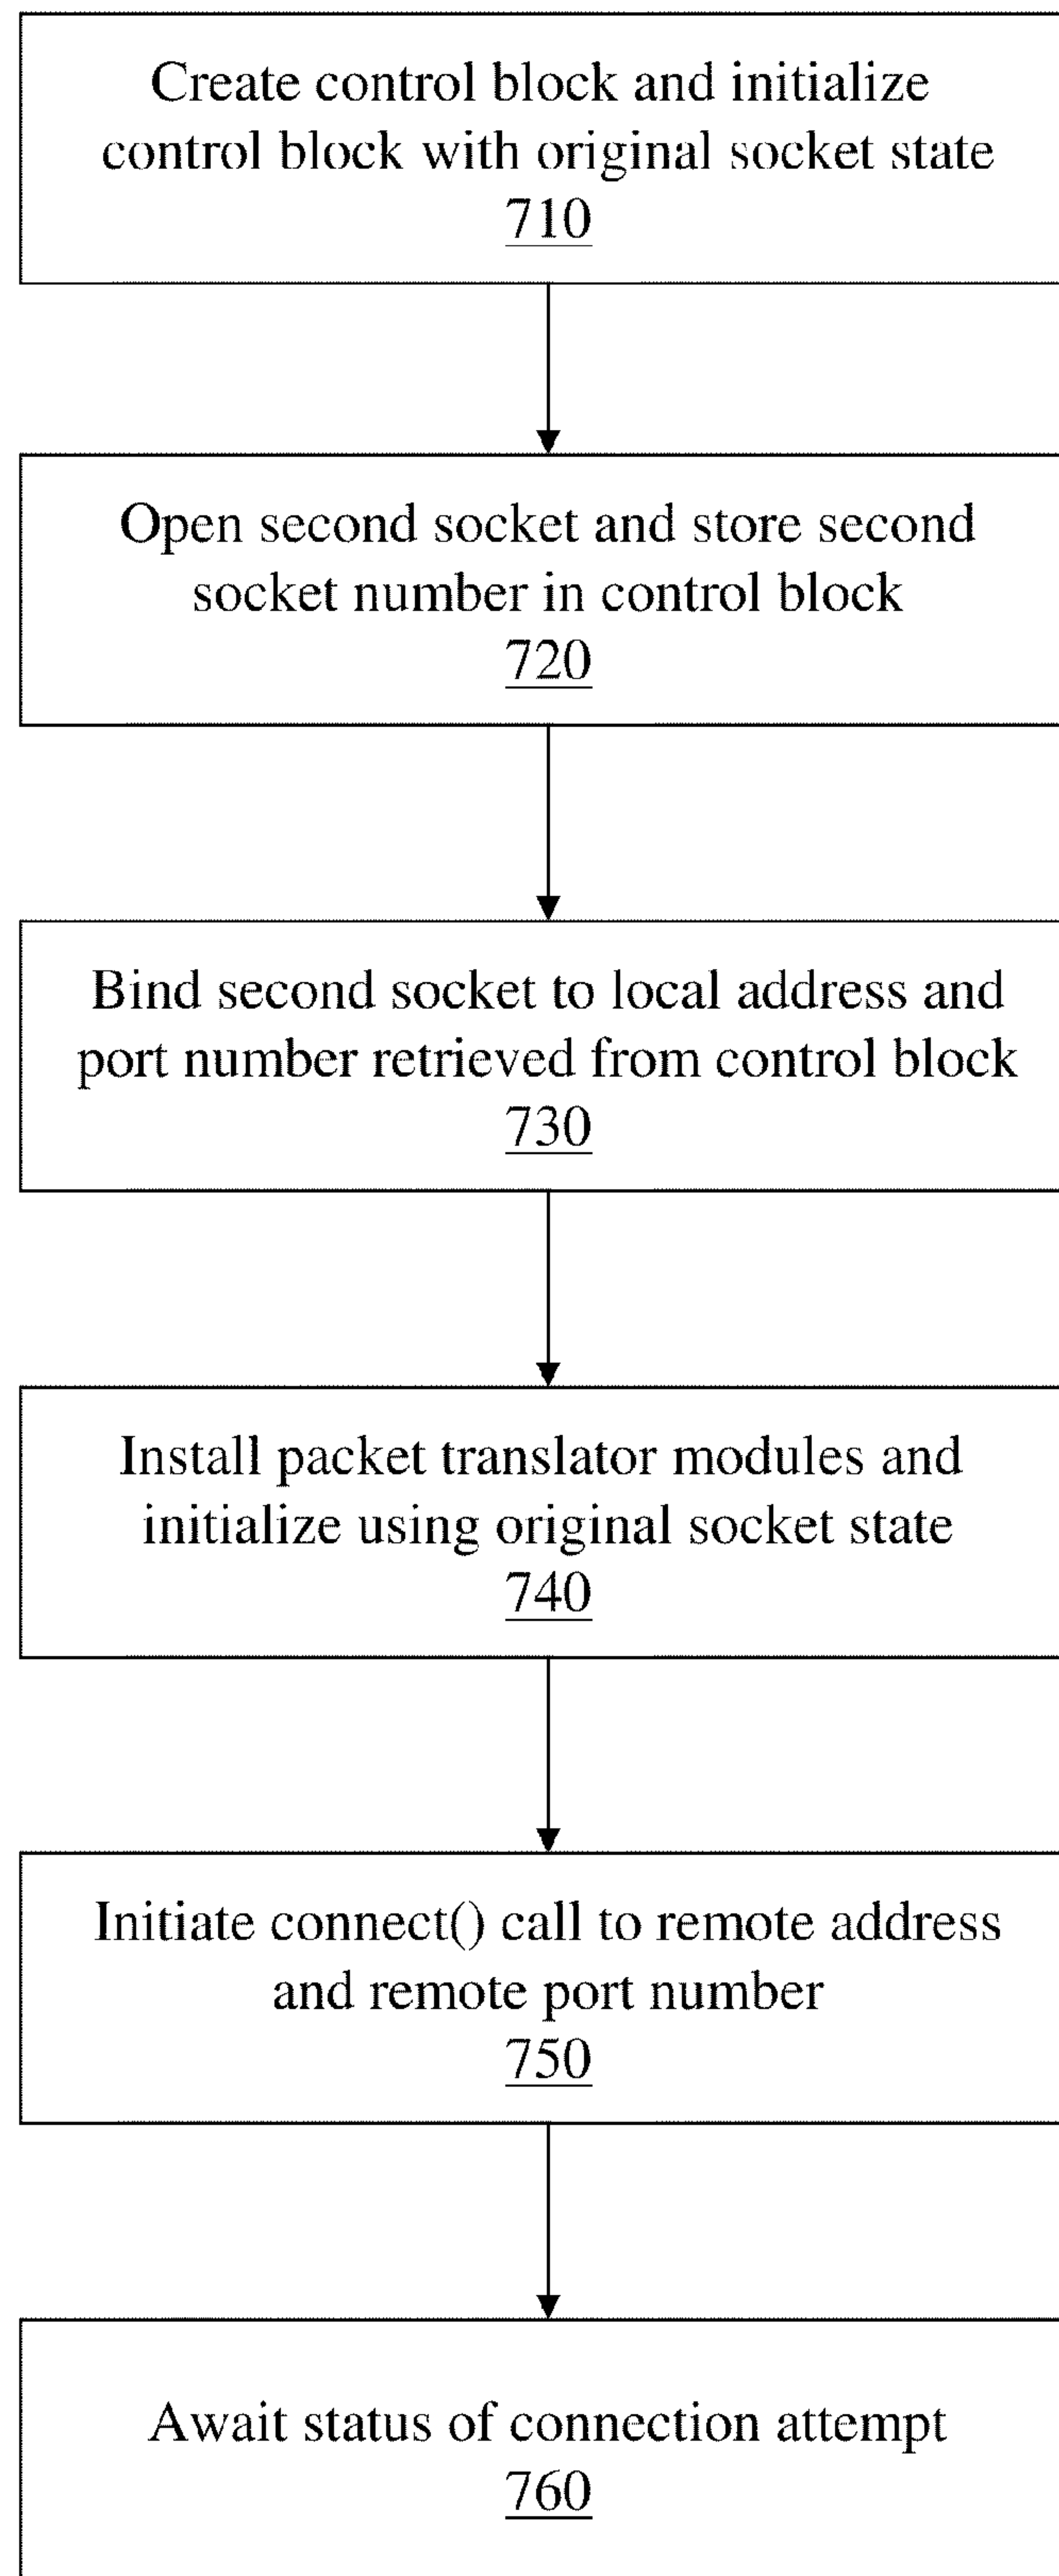 Create control block and initialize
control block with original socket state
710
Open second socket and store second
socket number in control block
720
Bind second socket to local address and
port number retrieved from control block
730
Install packet translator modules and
initialize using original socket state
740
Initiate connect() call to remote address
and remote port number
750
Await status of connection attempt
760